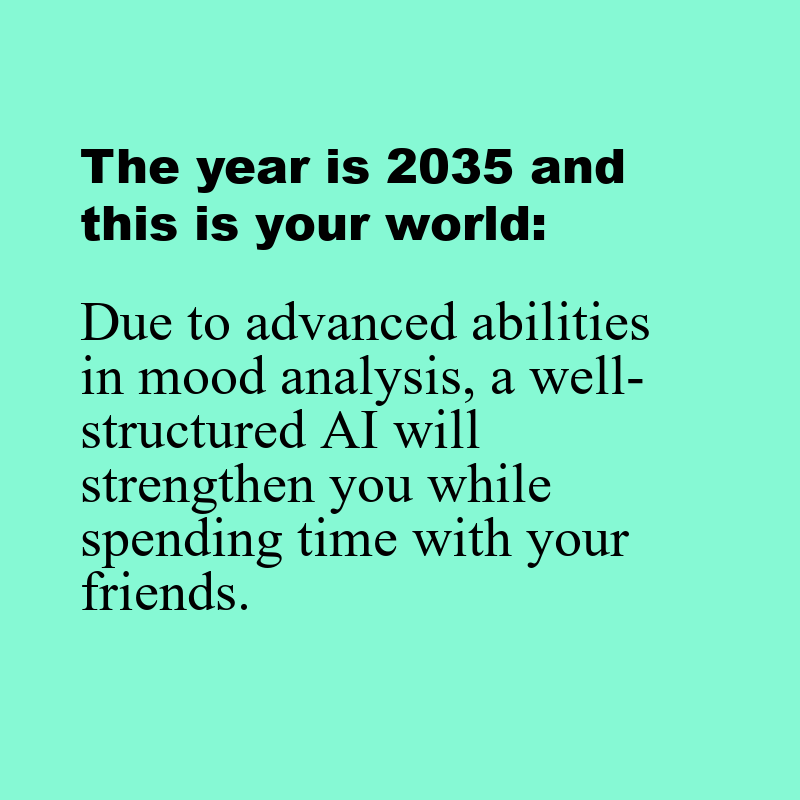 The year is 2035 and
this is your world:
Due to advanced abilities
in mood analysis, a well-
structured AI will
strengthen you while
spending time with your
friends.